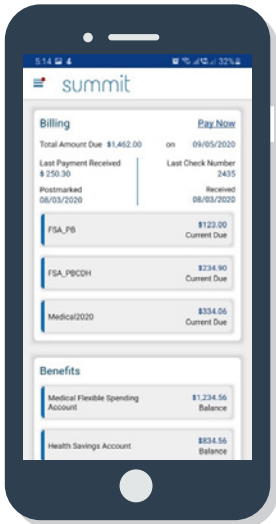 5:14 4 32%
summit
Billing Pay Now
Total Amount Due $1,462.00 on 09/05/2020
Last Payment Received Last Check Number
$ 250.30 2435
Postmarked Received
08/03/2020 08/03/2020
FSA_PB $123.00
Current Due
FSA_PBCDH $234.90
Current Due
Medical2020 $334.06
Current Due
Benefits
Medical Flexible Spending $1,234.56
Account Balance
Health Savings Account $834.56
Balance